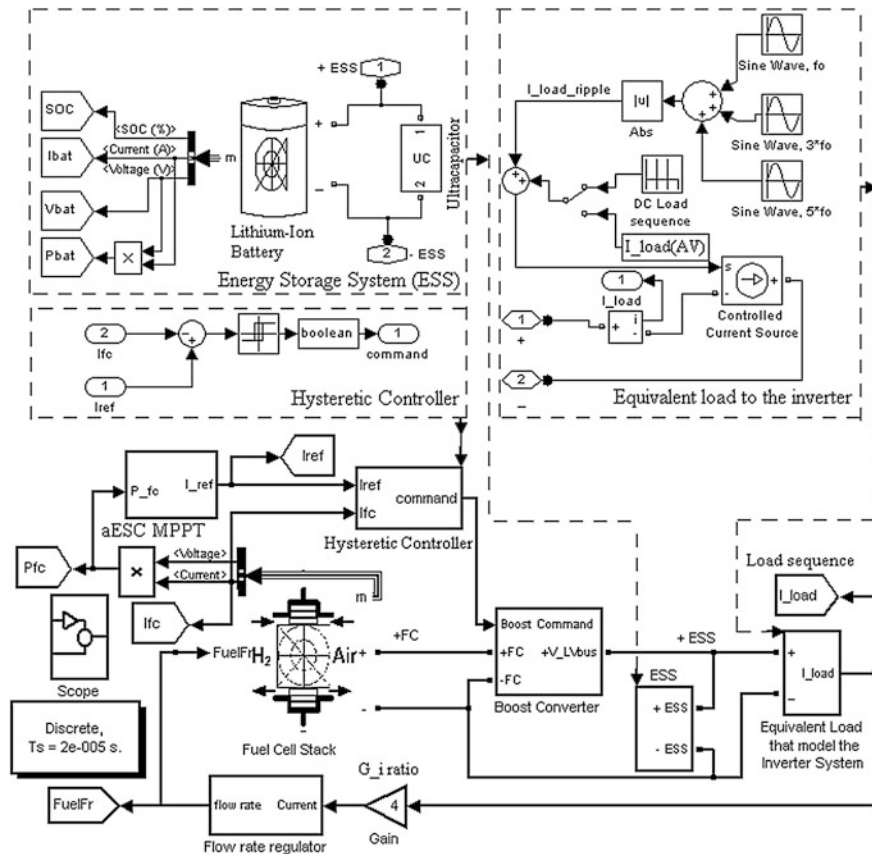 + ESS
1
SOC
<SOC (%)>
Ibat
<Current (A)>
<Voltage (V)>
m
+
−
Vbat
Pbat
×
Lithium-Ion
Battery
1
UC
2
Ultracapacitor
2
- ESS
Energy Storage System (ESS)
Sine Wave, fo
I_load_ripple
|u|
Abs
+
+
+
Sine Wave, 3*fo
Sine Wave, 5*fo
+
+
DC Load
sequence
I_load(AV)
1
I_load
s
-
+
Controlled
Current Source
1
+
+
i
-
2
–
Equivalent load to the inverter
2
Ifc
−
+
boolean
1
command
1
Iref
Hysteretic Controller
Iref
P_fc
I_ref
aESC MPPT
Iref
Ifc
command
Hysteretic Controller
Pfc
×
<Voltage>
<Current>
m
Ifc
Scope
Discrete,
Ts = 2e-005 s.
FuelFr
H2
Air
+
-
-
Fuel Cell Stack
+FC
Boost Command
+FC
+V_LVbus
-FC
Boost Converter
+ ESS
ESS
+ ESS
- ESS
Load sequence
I_load
+
I_load
−
Equivalent Load
that model the
Inverter System
FuelFr
flow rate
Current
Flow rate regulator
G_i ratio
4
Gain